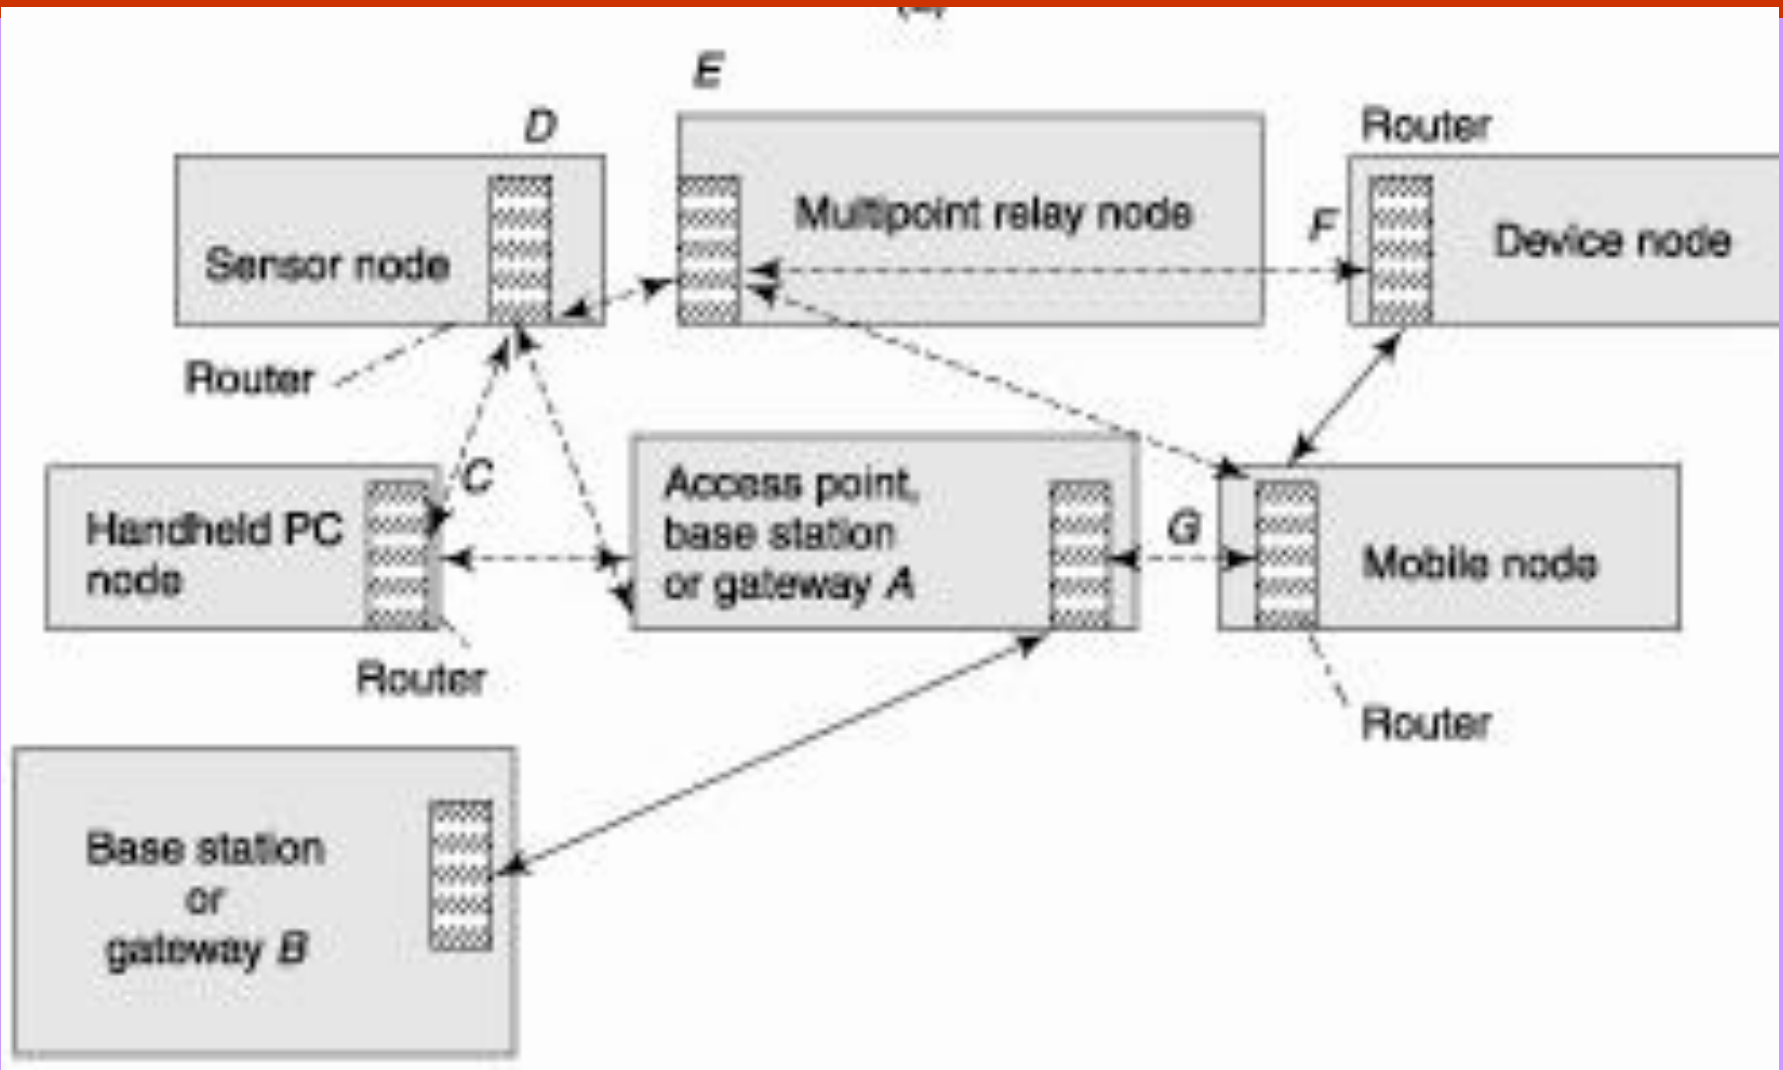 E
D
Router
Multipoint relay node
F
Device node
Sensor node
Router
C
Access point,
base station
or gateway A
Handheld PC
node
G
Mobile node
Router
Router
Base station
or
gateway B